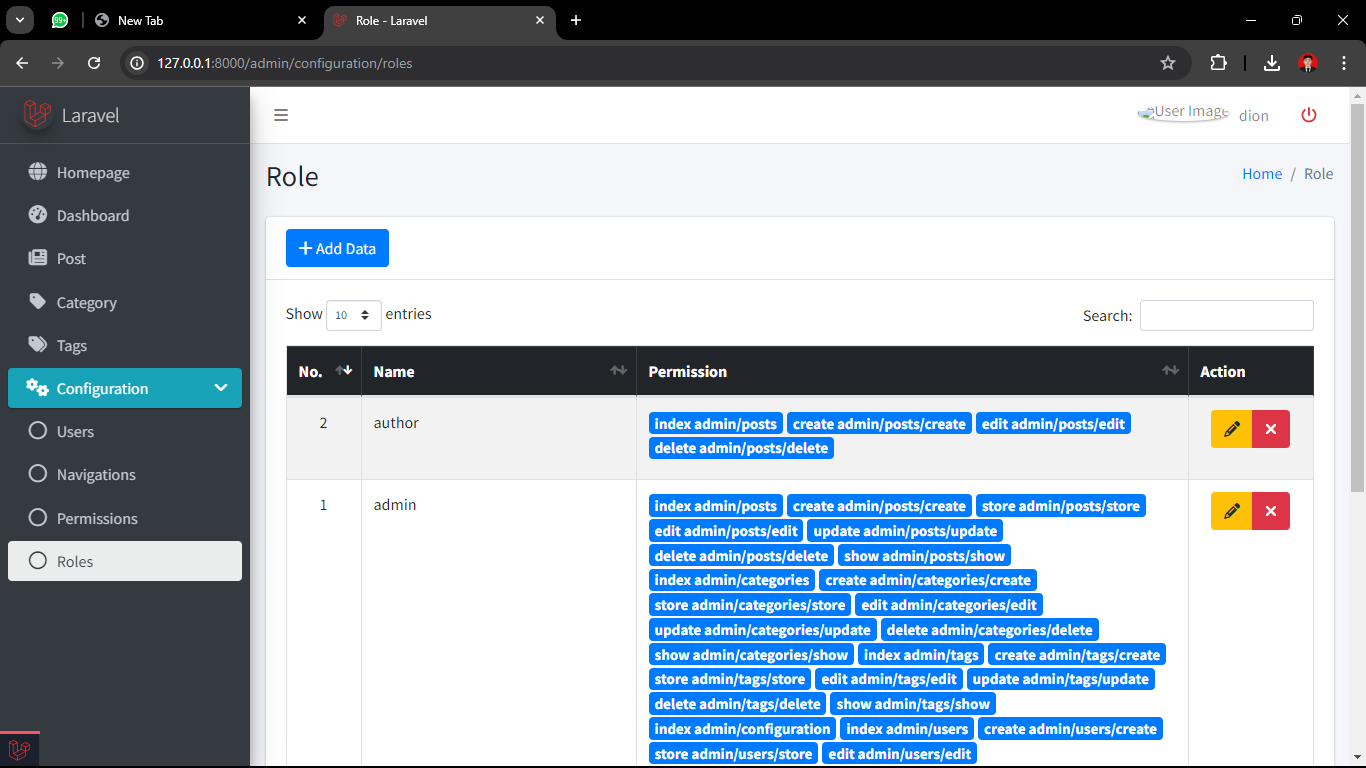 99+
New Tab
Role - Laravel
127.0.0.1:8000/admin/configuration/roles
Laravel
User Image
dion
Homepage
Dashboard
Post
Category
Tags
Configuration
Users
Navigations
Permissions
Roles
Role
Home / Role
Add Data
Show 10 entries
Search:
No. Name Permission Action
2 author index admin/posts create admin/posts/create edit admin/posts/edit
delete admin/posts/delete
1 admin index admin/posts create admin/posts/create store admin/posts/store
edit admin/posts/edit update admin/posts/update
delete admin/posts/delete show admin/posts/show
index admin/categories create admin/categories/create
store admin/categories/store edit admin/categories/edit
update admin/categories/update delete admin/categories/delete
show admin/categories/show index admin/tags create admin/tags/create
store admin/tags/store edit admin/tags/edit update admin/tags/update
delete admin/tags/delete show admin/tags/show
index admin/configuration index admin/users create admin/users/create
store admin/users/store edit admin/users/edit